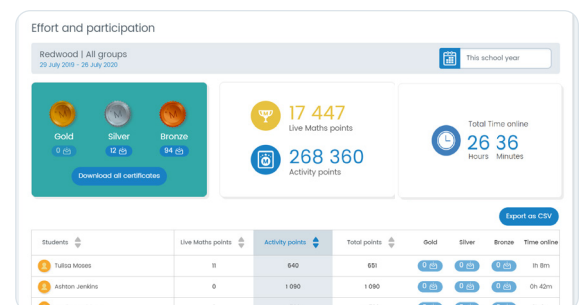 Effort and participation
Redwood | All groups
29 July 2019 - 26 July 2020
This school year
Gold Silver Bronze
0 12 94
Download all certificates
17 447
Live Maths points
268 360
Activity points
Total Time online
26 36
Hours Minutes
Export as CSV
Students Live Maths points Activity points Total points Gold Silver Bronze Time online
Tulisa Moses 11 640 651 0 0 0 1h 8m
Ashton Jenkins 0 1 090 1 090 0 0 0 0h 42m